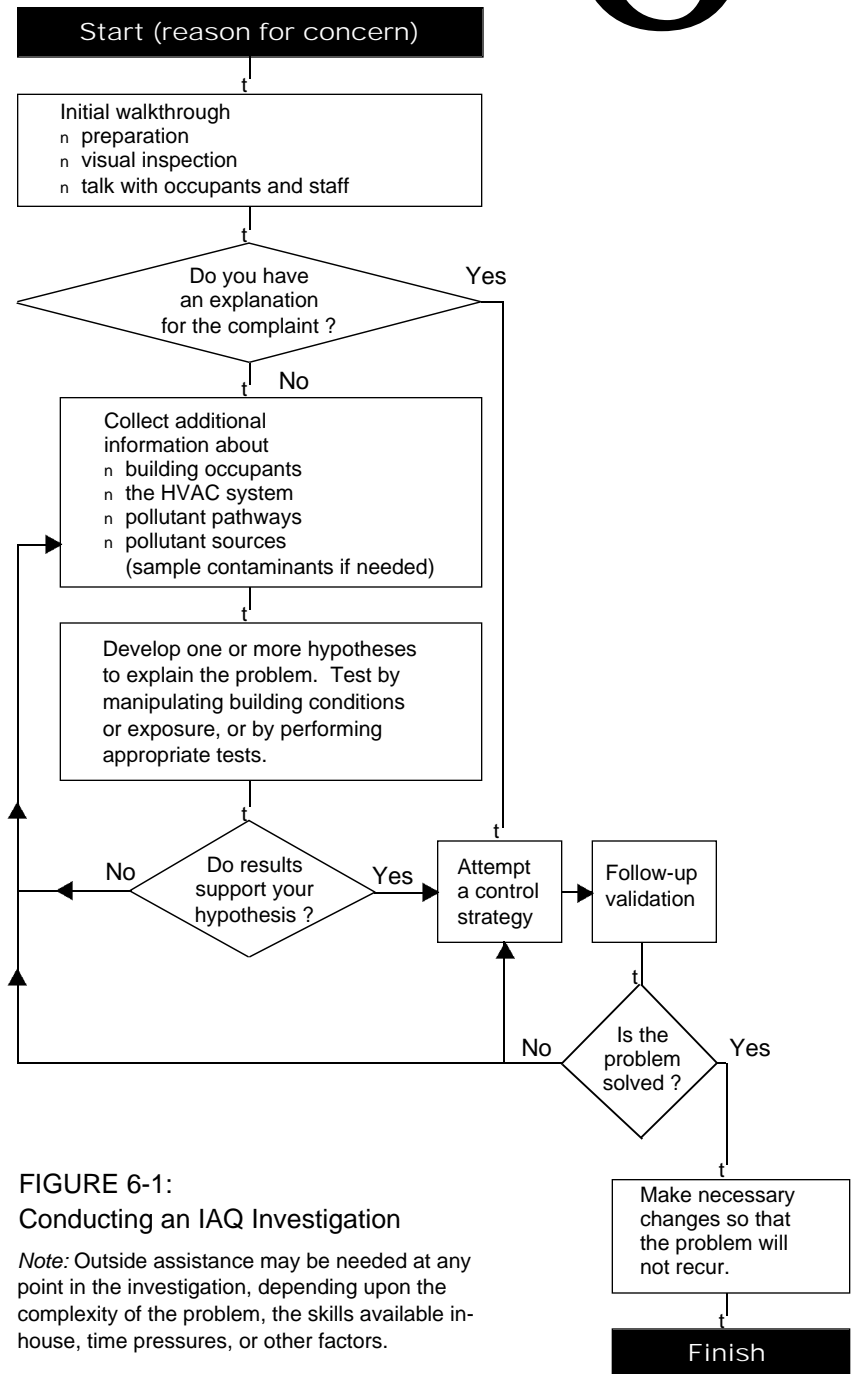 Start (reason for concern)
t
Initial walkthrough
n preparation
n visual inspection
n talk with occupants and staff
t
Do you have
an explanation
for the complaint ?
Yes
t No
Collect additional
information about
n building occupants
n the HVAC system
n pollutant pathways
n pollutant sources
(sample contaminants if needed)
t
Develop one or more hypotheses
to explain the problem. Test by
manipulating building conditions
or exposure, or by performing
appropriate tests.
t
No
Do results
support your
hypothesis ?
Yes
t
Attempt
a control
strategy
Follow-up
validation
t
No
Is the
problem
solved ?
Yes
t
Make necessary
changes so that
the problem will
not recur.
t
Finish
FIGURE 6-1:
Conducting an IAQ Investigation
Note: Outside assistance may be needed at any
point in the investigation, depending upon the
complexity of the problem, the skills available in-
house, time pressures, or other factors.